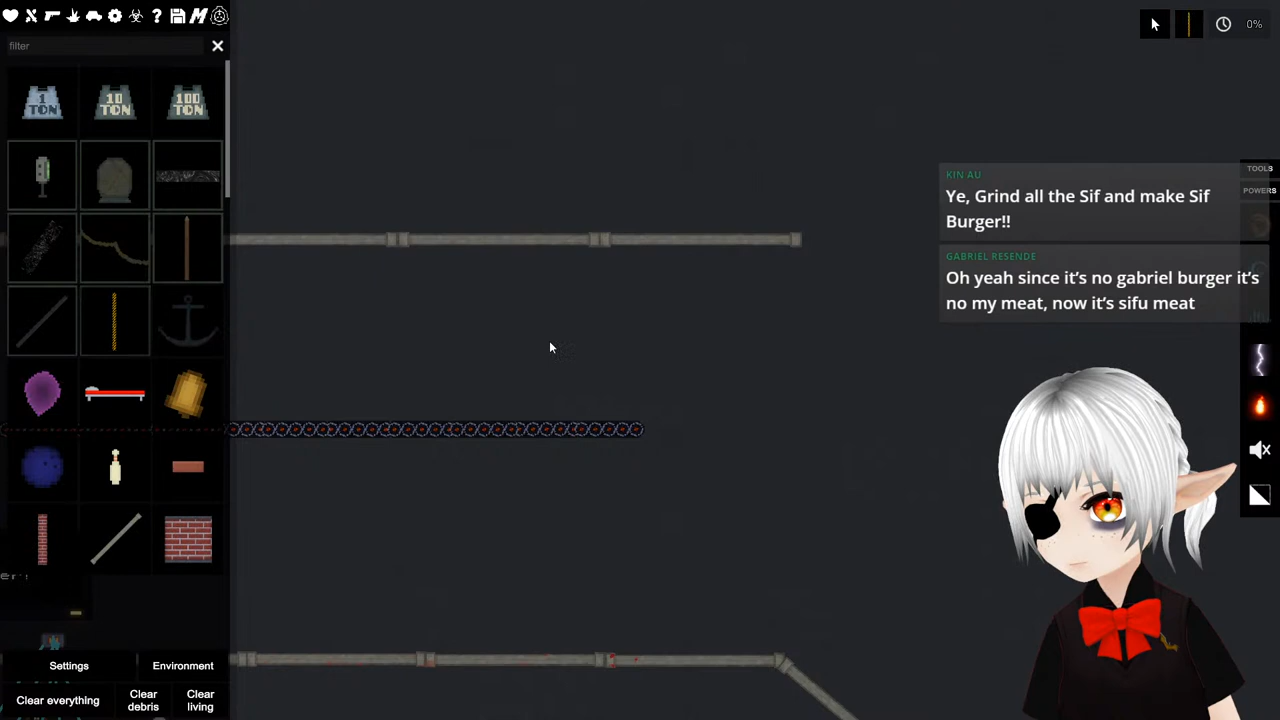 filter
0%
1
TON
10
TON
100
TON
TOOLS
POWERS
KIN AU
Ye, Grind all the Sif and make Sif
Burger!!
GABRIEL RESENDE
Oh yeah since it’s no gabriel burger it’s
no my meat, now it’s sifu meat
Settings
Environment
Clear everything
Clear
debris
Clear
living